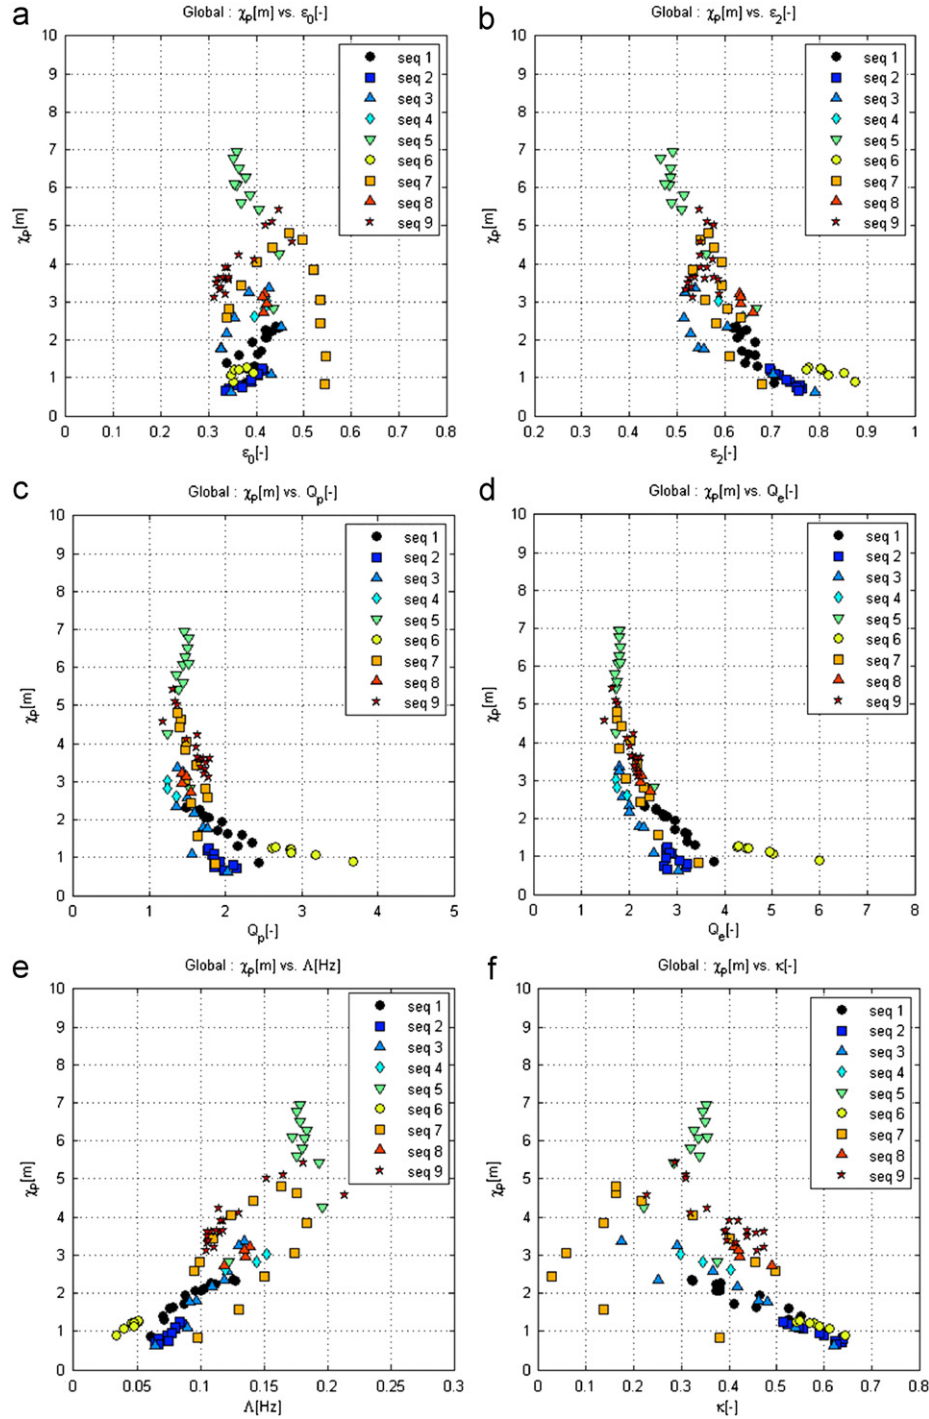 a
Global : χP[m] vs. ε0[-]
10
9
8
7
6
5
4
3
2
1
0
χP[m]
seq 1
seq 2
seq 3
seq 4
seq 5
seq 6
seq 7
seq 8
seq 9
0 0.1 0.2 0.3 0.4 0.5 0.6 0.7 0.8
ε0[-]
b
Global : χP[m] vs. ε2[-]
10
9
8
7
6
5
4
3
2
1
0
χP[m]
seq 1
seq 2
seq 3
seq 4
seq 5
seq 6
seq 7
seq 8
seq 9
0.2 0.3 0.4 0.5 0.6 0.7 0.8 0.9 1
ε2[-]
c
Global : χP[m] vs. Qp[-]
10
9
8
7
6
5
4
3
2
1
0
χP[m]
seq 1
seq 2
seq 3
seq 4
seq 5
seq 6
seq 7
seq 8
seq 9
0 1 2 3 4 5
Qp[-]
d
Global : χP[m] vs. Qe[-]
10
9
8
7
6
5
4
3
2
1
0
χP[m]
seq 1
seq 2
seq 3
seq 4
seq 5
seq 6
seq 7
seq 8
seq 9
0 1 2 3 4 5 6 7 8
Qe[-]
e
Global : χP[m] vs. Λ[Hz]
10
9
8
7
6
5
4
3
2
1
0
χP[m]
seq 1
seq 2
seq 3
seq 4
seq 5
seq 6
seq 7
seq 8
seq 9
0 0.05 0.1 0.15 0.2 0.25 0.3
Λ[Hz]
f
Global : χP[m] vs. κ[-]
10
9
8
7
6
5
4
3
2
1
0
χP[m]
seq 1
seq 2
seq 3
seq 4
seq 5
seq 6
seq 7
seq 8
seq 9
0 0.1 0.2 0.3 0.4 0.5 0.6 0.7 0.8
κ[-]